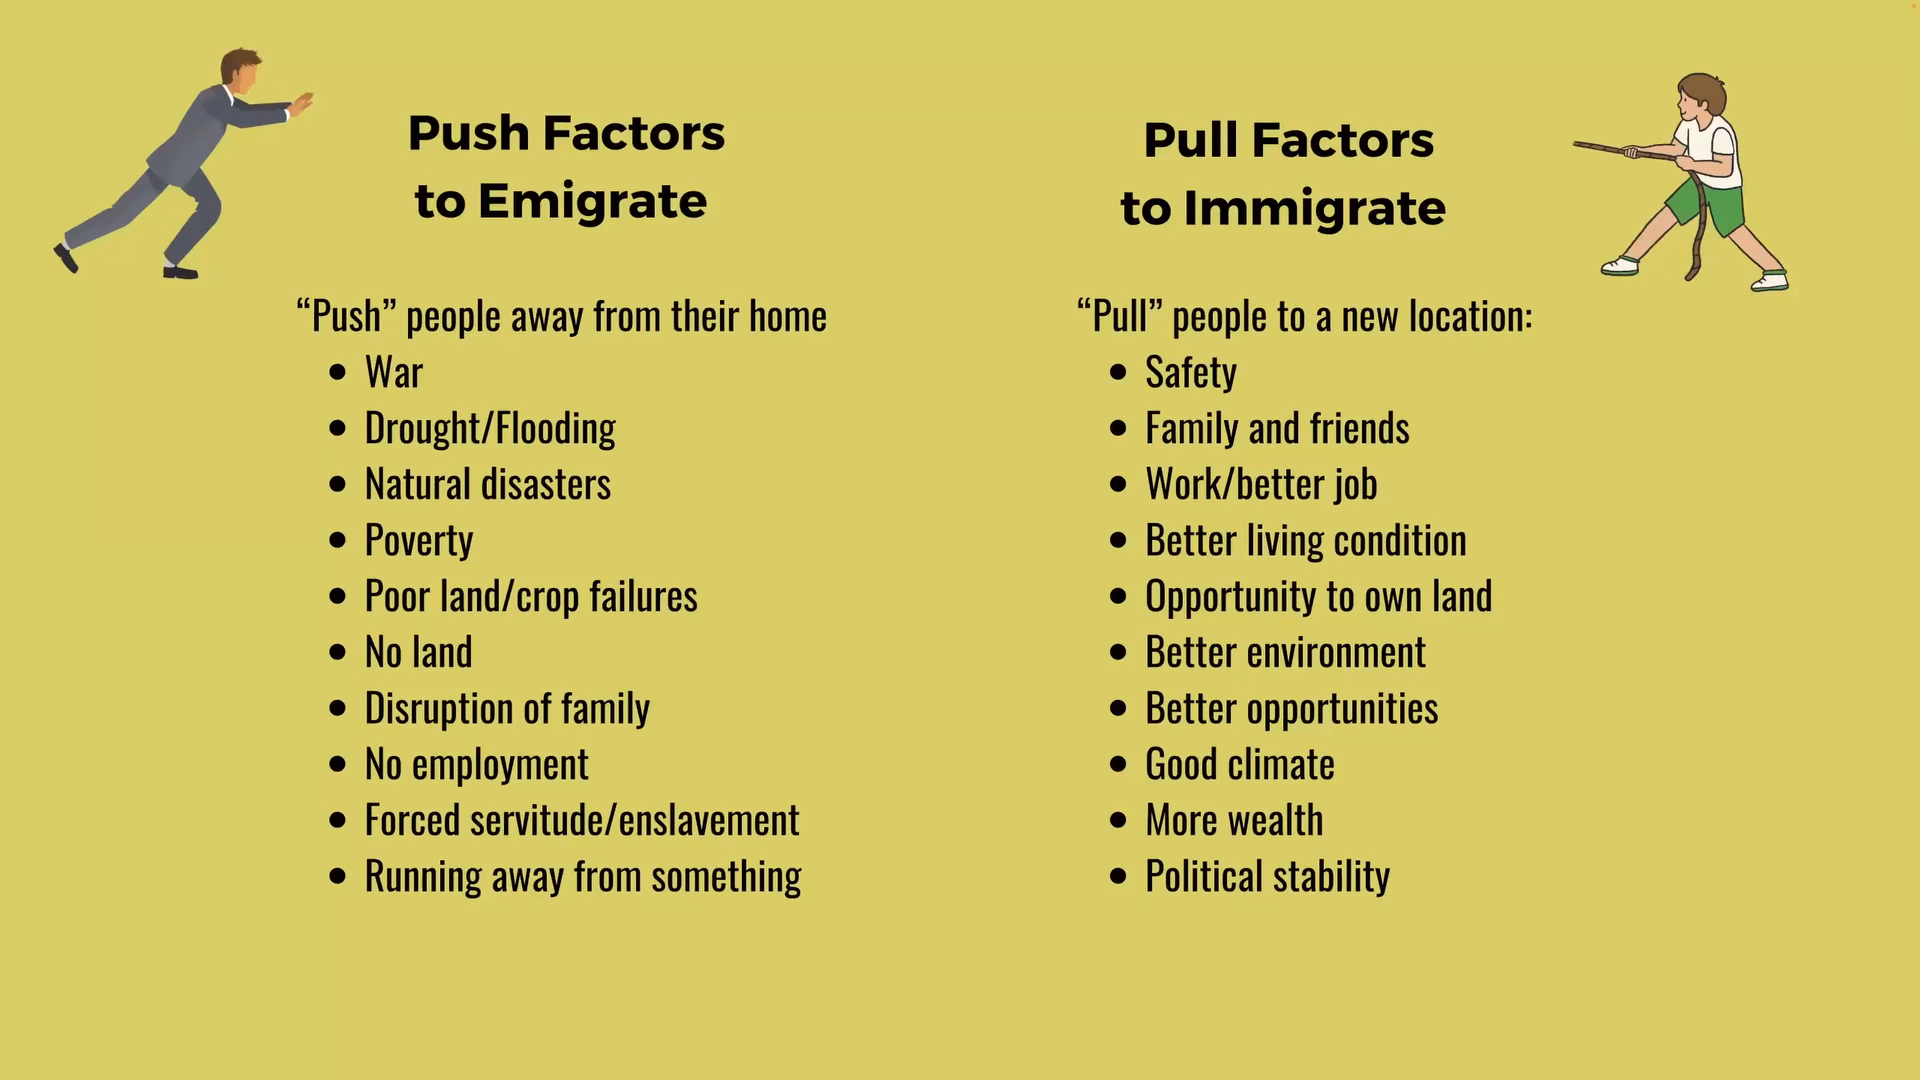 Push Factors
to Emigrate
“Push” people away from their home
• War
• Drought/Flooding
• Natural disasters
• Poverty
• Poor land/crop failures
• No land
• Disruption of family
• No employment
• Forced servitude/enslavement
• Running away from something
Pull Factors
to Immigrate
“Pull” people to a new location:
• Safety
• Family and friends
• Work/better job
• Better living condition
• Opportunity to own land
• Better environment
• Better opportunities
• Good climate
• More wealth
• Political stability